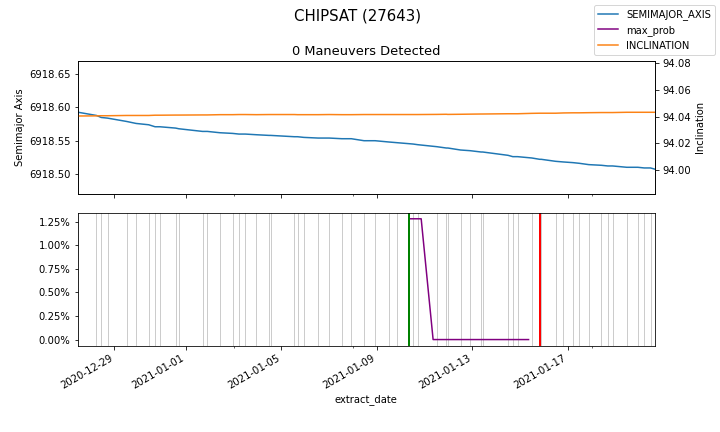 CHIPSAT (27643)
SEMIMAJOR_AXIS
max_prob
INCLINATION
0 Maneuvers Detected
Semimajor Axis
6918.65
6918.60
6918.55
6918.50
94.08
94.06
94.04
94.02
94.00
Inclination
1.25%
1.00%
0.75%
0.50%
0.25%
0.00%
2020-12-29
2021-01-01
2021-01-05
2021-01-09
2021-01-13
2021-01-17
extract_date